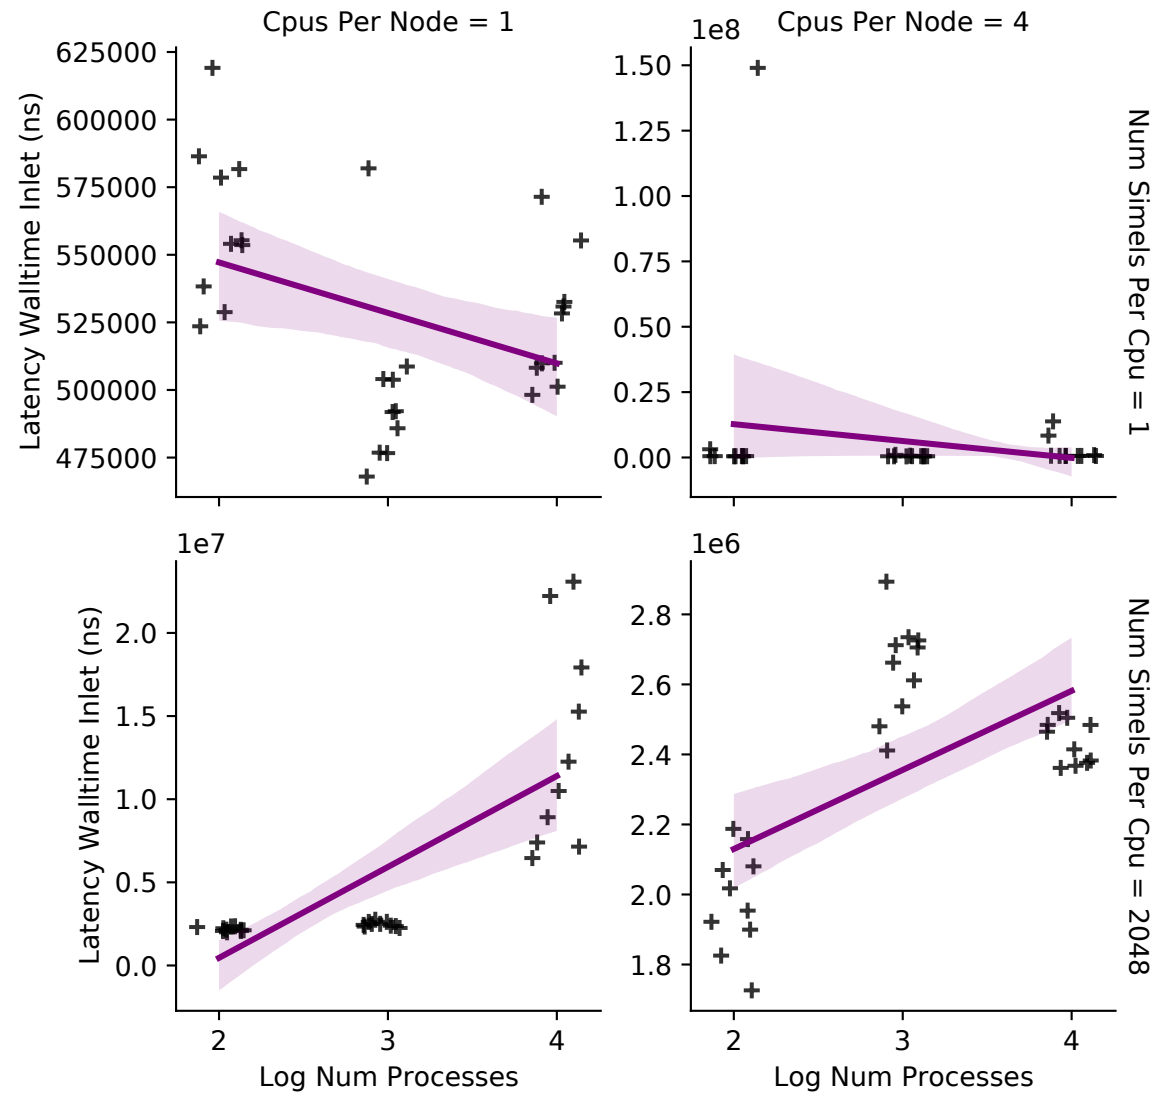 Cpus Per Node = 1
Cpus Per Node = 4
1e8
Latency Walltime Inlet (ns)
625000
600000
575000
550000
525000
500000
475000
1.50
1.25
1.00
0.75
0.50
0.25
0.00
Num Simels Per Cpu = 1
1e7
1e6
Latency Walltime Inlet (ns)
2.0
1.5
1.0
0.5
0.0
2.8
2.6
2.4
2.2
2.0
1.8
Num Simels Per Cpu = 2048
2
3
4
2
3
4
Log Num Processes
Log Num Processes